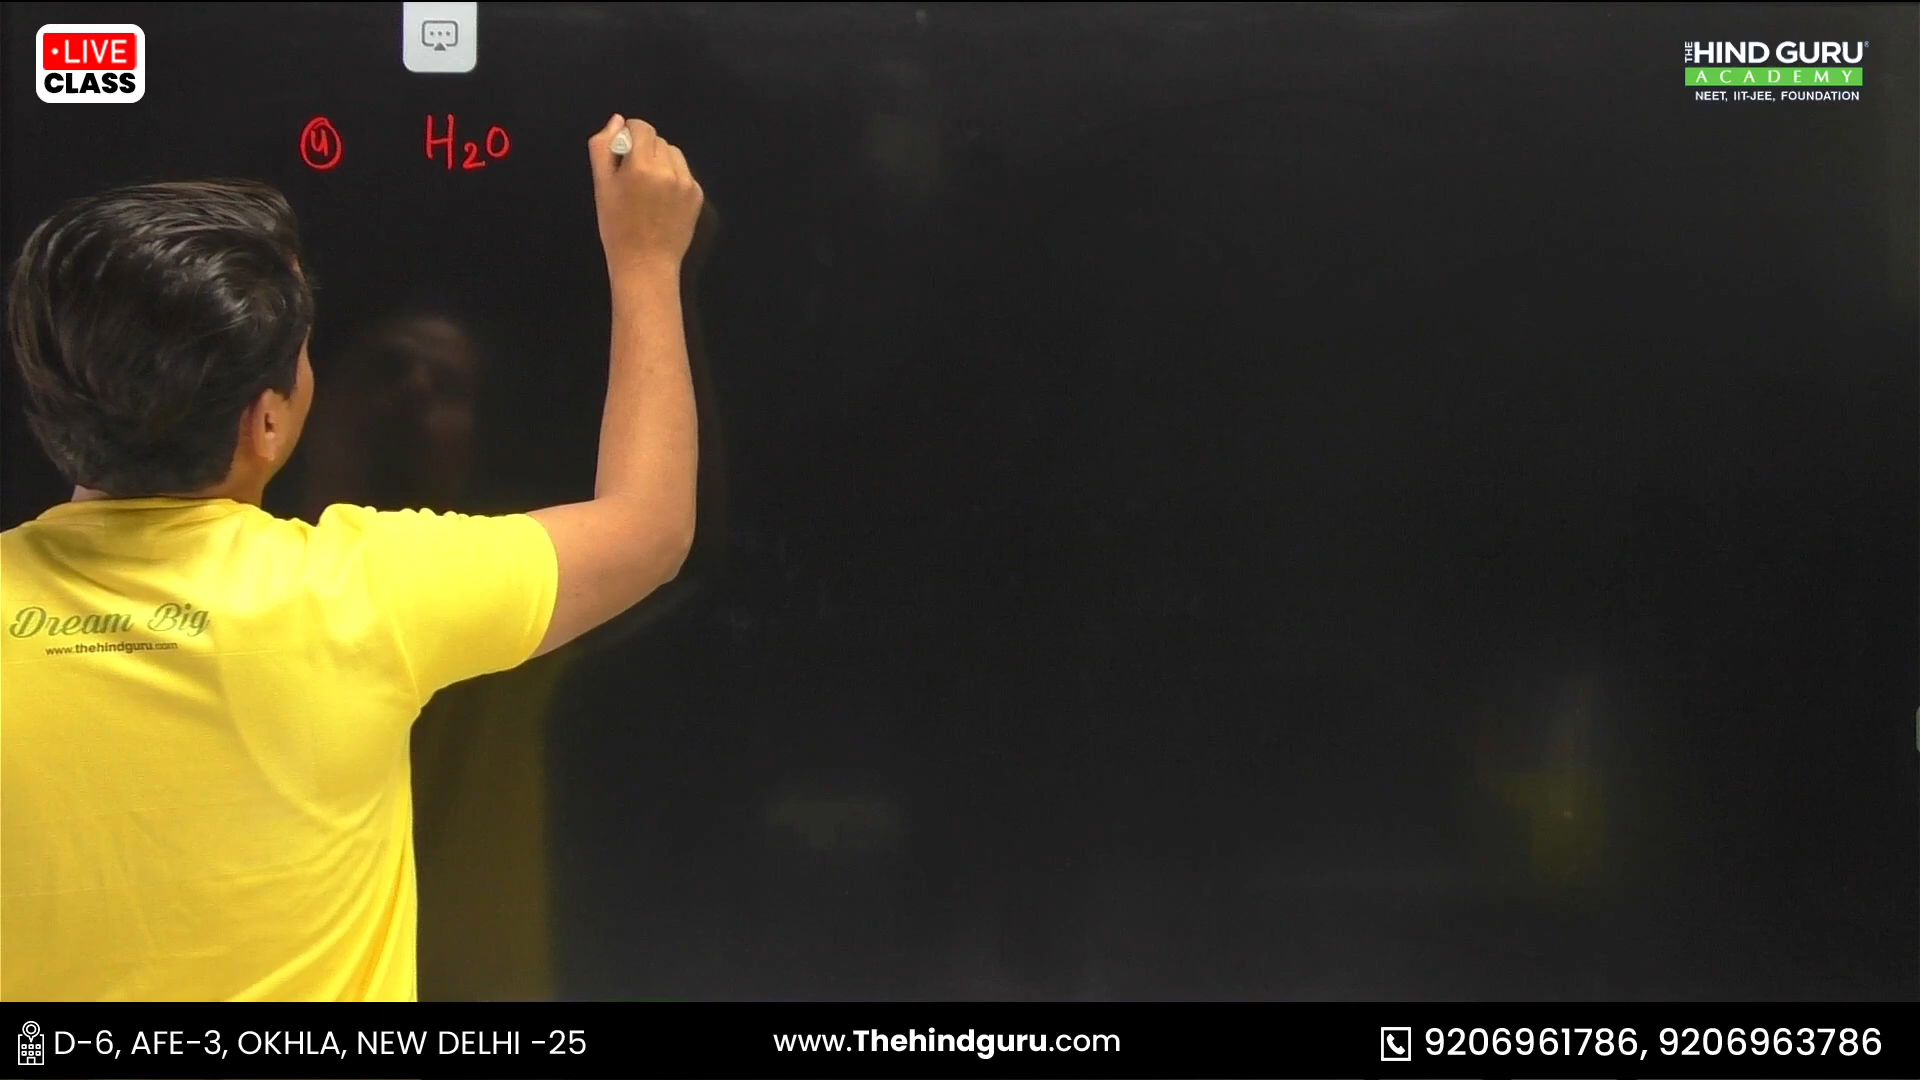 LIVE
CLASS
THE HIND GURU
ACADEMY
NEET, IIT-JEE, FOUNDATION
④ H₂O
Dream Big
www.thehindguru.com
D-6, AFE-3, OKHLA, NEW DELHI -25
www.Thehindguru.com
9206961786, 9206963786